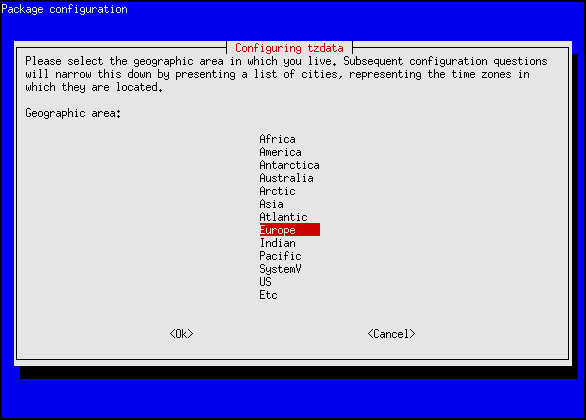 Package configuration
Configuring tzdata
Please select the geographic area in which you live. Subsequent configuration questions
will narrow this down by presenting a list of cities, representing the time zones in
which they are located.
Geographic area:
Africa
America
Antarctica
Australia
Arctic
Asia
Atlantic
Europe
Indian
Pacific
SystemV
US
Etc
<Ok> <Cancel>